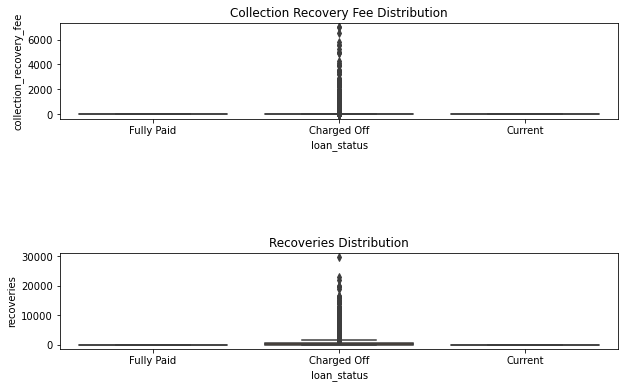 Collection Recovery Fee Distribution
collection_recovery_fee
6000
4000
2000
0
Fully Paid Charged Off Current
loan_status
Recoveries Distribution
recoveries
30000
20000
10000
0
Fully Paid Charged Off Current
loan_status